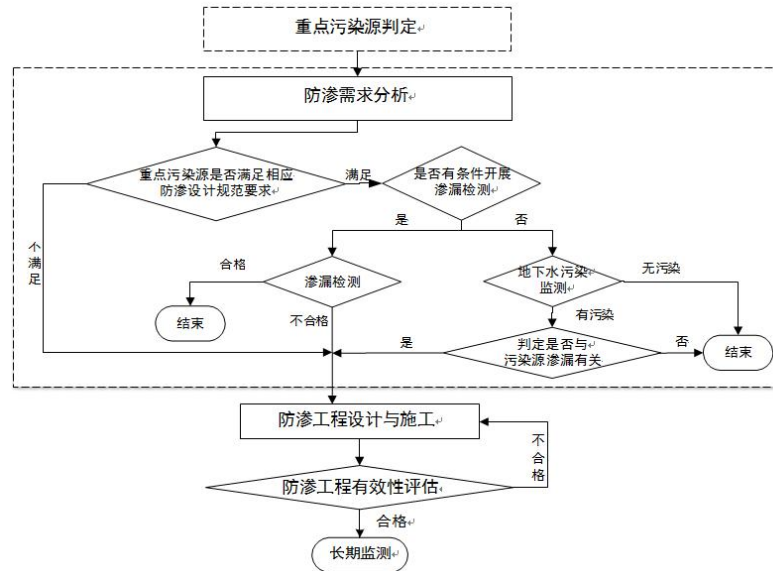 重点污染源判定
防渗需求分析
重点污染源是否满足相应
防渗设计规范要求
满足
是否有条件开展
渗漏检测
不满足
是
否
合格
渗漏检测
地下水污染
监测
无污染
结束
不合格
有污染
是
判定是否与
污染源渗漏有关
否
结束
防渗工程设计与施工
不合格
防渗工程有效性评估
合格
长期监测